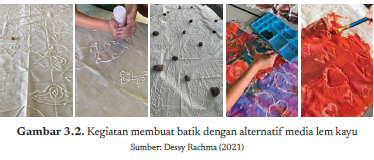 Gambar 3.2. Kegiatan membuat batik dengan alternatif media lem kayu
Sumber: Dessy Rachma (2021)